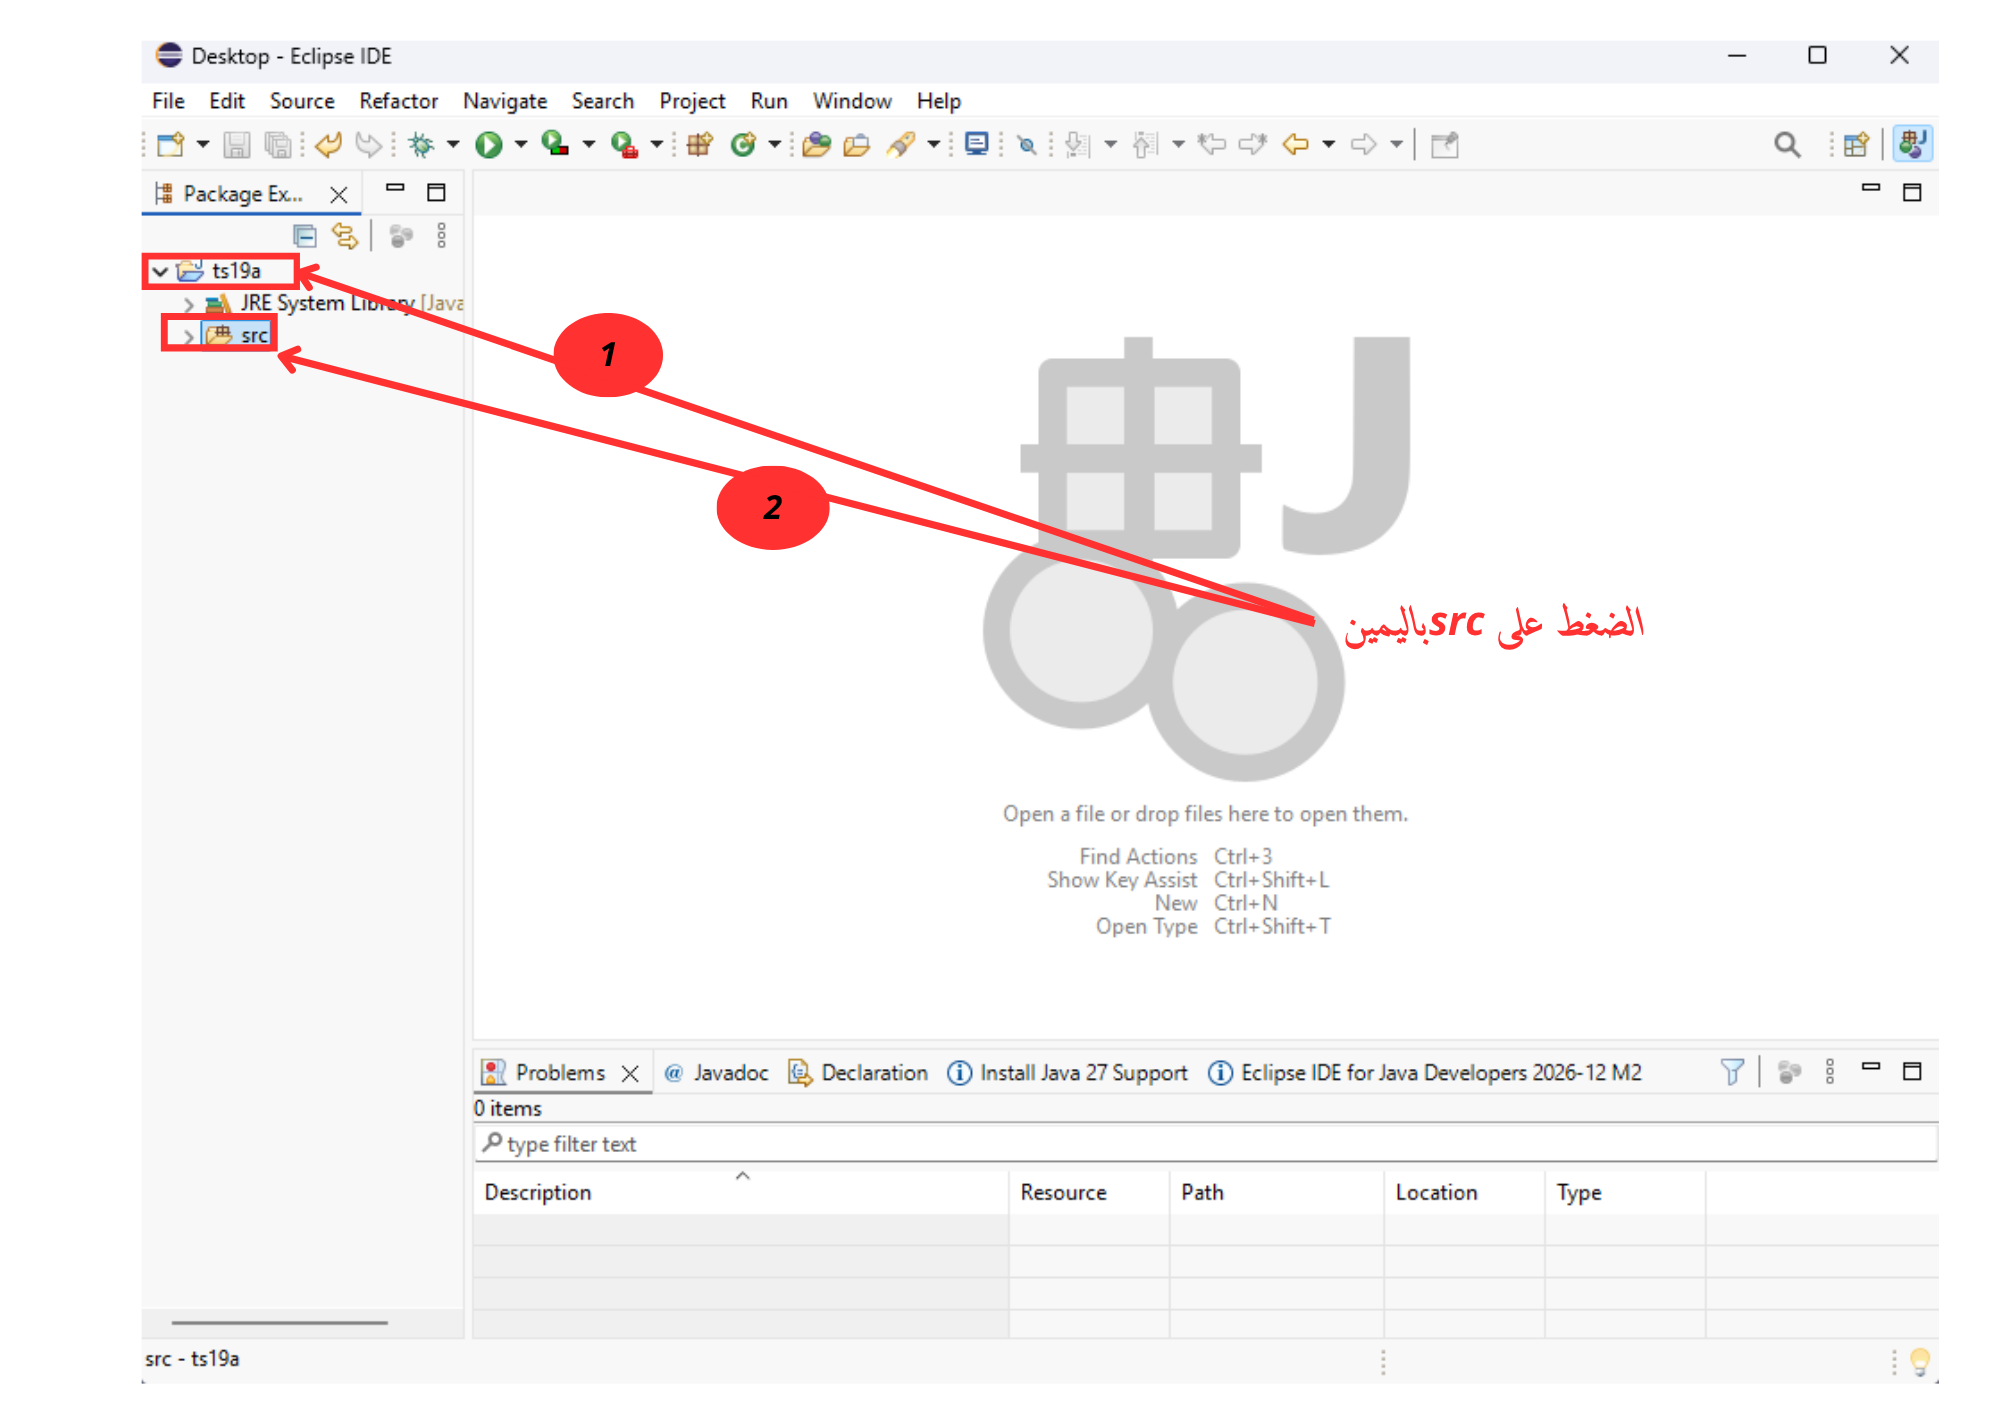 Desktop - Eclipse IDE
File Edit Source Refactor Navigate Search Project Run Window Help
Package Ex...
ts19a
JRE System Library [Java
src
1
2
الضغط على srcباليمين
Open a file or drop files here to open them.
Find Actions Ctrl+3
Show Key Assist Ctrl+Shift+L
New Ctrl+N
Open Type Ctrl+Shift+T
Problems @ Javadoc Declaration Install Java 27 Support Eclipse IDE for Java Developers 2026-12 M2
0 items
type filter text
Description Resource Path Location Type
src - ts19a